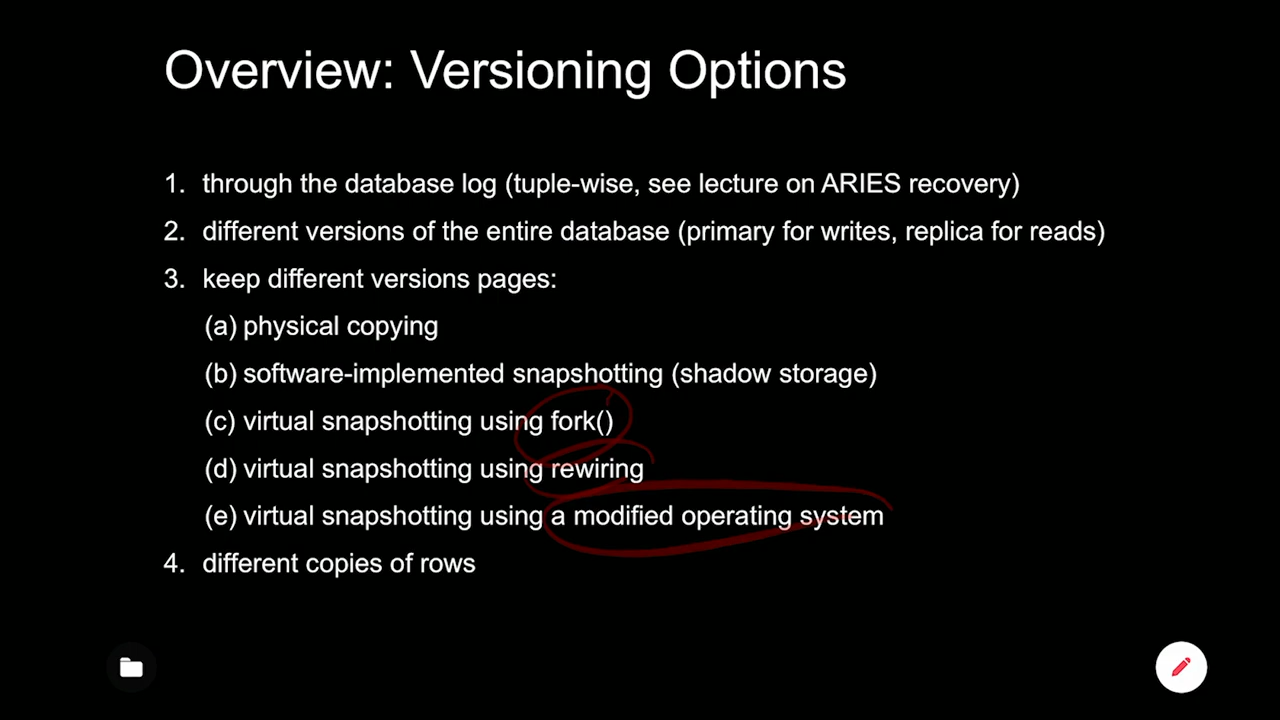 Overview: Versioning Options
1. through the database log (tuple-wise, see lecture on ARIES recovery)
2. different versions of the entire database (primary for writes, replica for reads)
3. keep different versions pages:
(a) physical copying
(b) software-implemented snapshotting (shadow storage)
(c) virtual snapshotting using fork()
(d) virtual snapshotting using rewiring
(e) virtual snapshotting using a modified operating system
4. different copies of rows